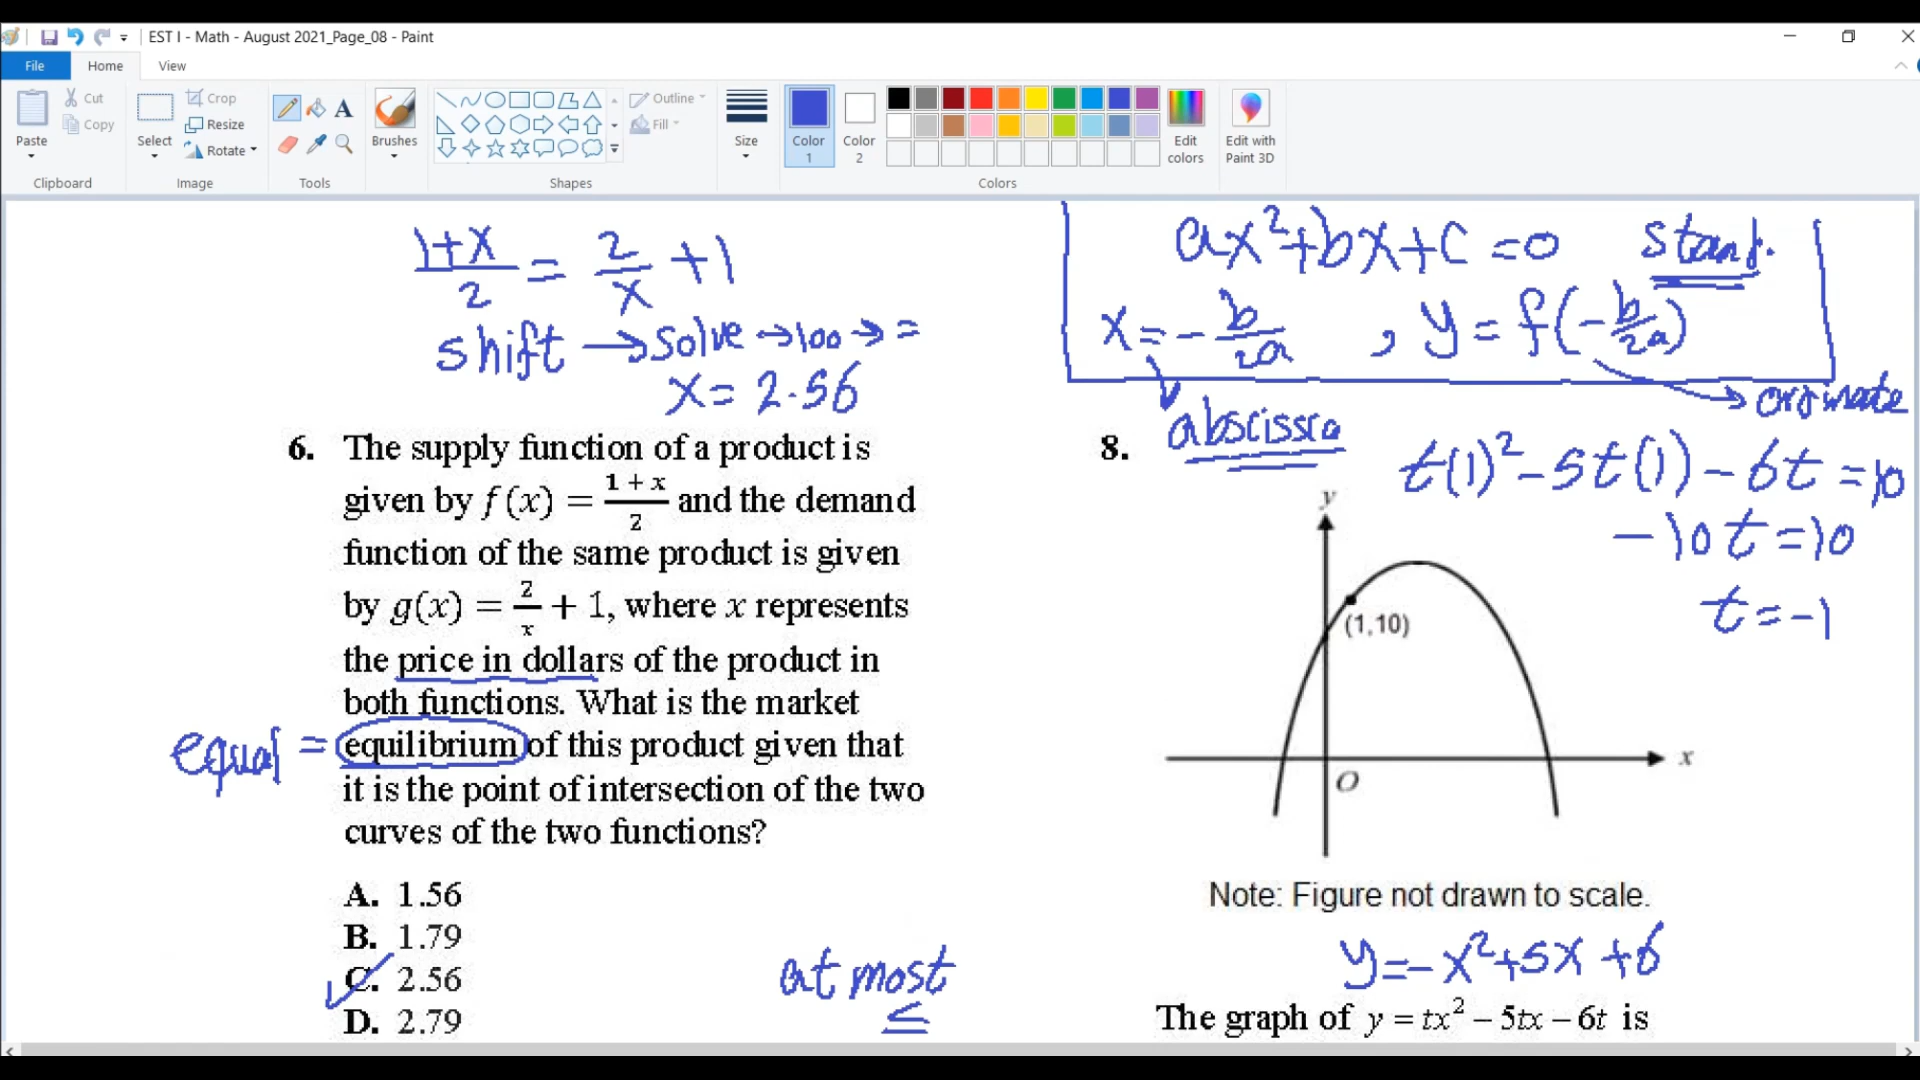 EST I - Math - August 2021_Page_08 - Paint
File Home View
Paste
Cut
Copy
Clipboard
Select
Crop
Resize
Rotate
Image
Tools
Brushes
Shapes
Outline
Fill
Size
Color 1
Color 2
Colors
Edit colors
Edit with Paint 3D
(1+x)/2 = 2/x + 1
shift → solve → 100 → =
x = 2.56
6. The supply function of a product is
given by f(x) = (1 + x)/2 and the demand
function of the same product is given
by g(x) = 2/x + 1, where x represents
the price in dollars of the product in
both functions. What is the market
equal = equilibrium of this product given that
it is the point of intersection of the two
curves of the two functions?
A. 1.56
B. 1.79
C. 2.56
D. 2.79
at most
≤
ax²+bx+c =0 stand.
x = -b/2a , y = f(-b/2a)
abscissa
orginate
8.
t(1)² - 5t(1) - 6t = 10
-10t = 10
t = -1
y
(1,10)
x
O
Note: Figure not drawn to scale.
y = -x²+5x+6
The graph of y = tx² – 5tx – 6t is